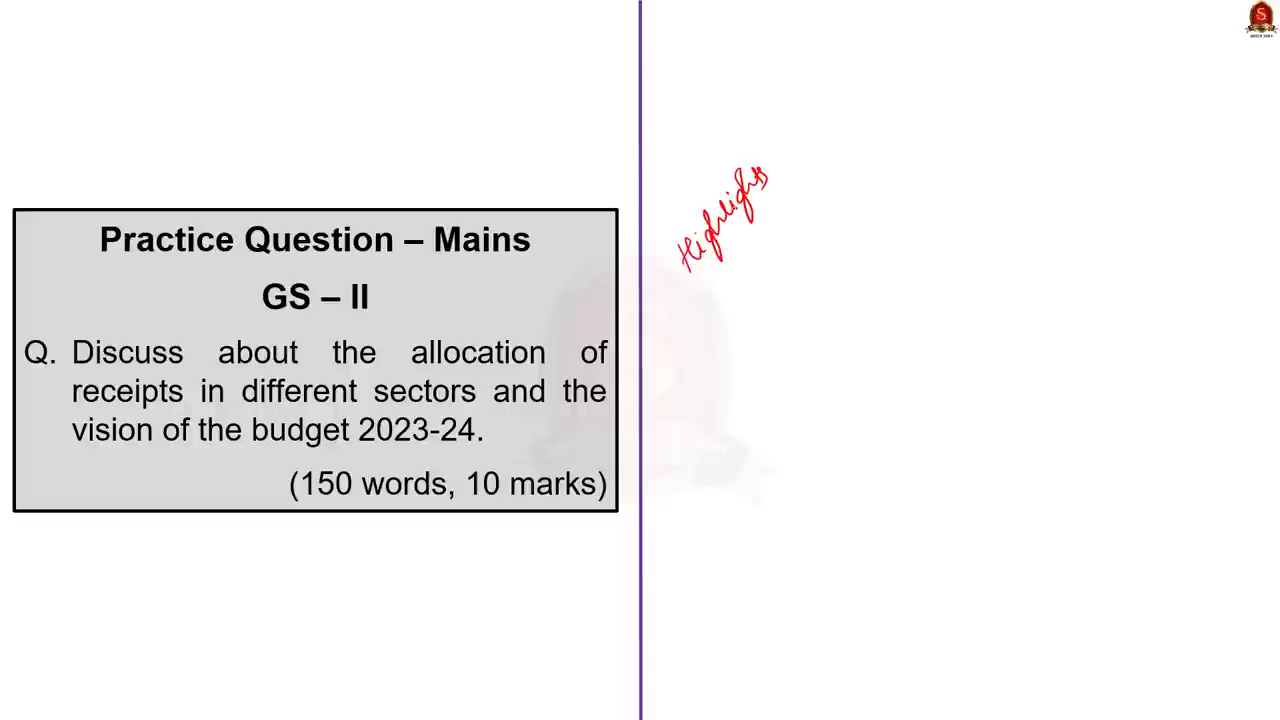 Practice Question – Mains
GS – II
Q. Discuss about the allocation of
receipts in different sectors and the
vision of the budget 2023-24.
(150 words, 10 marks)
Highlights
S